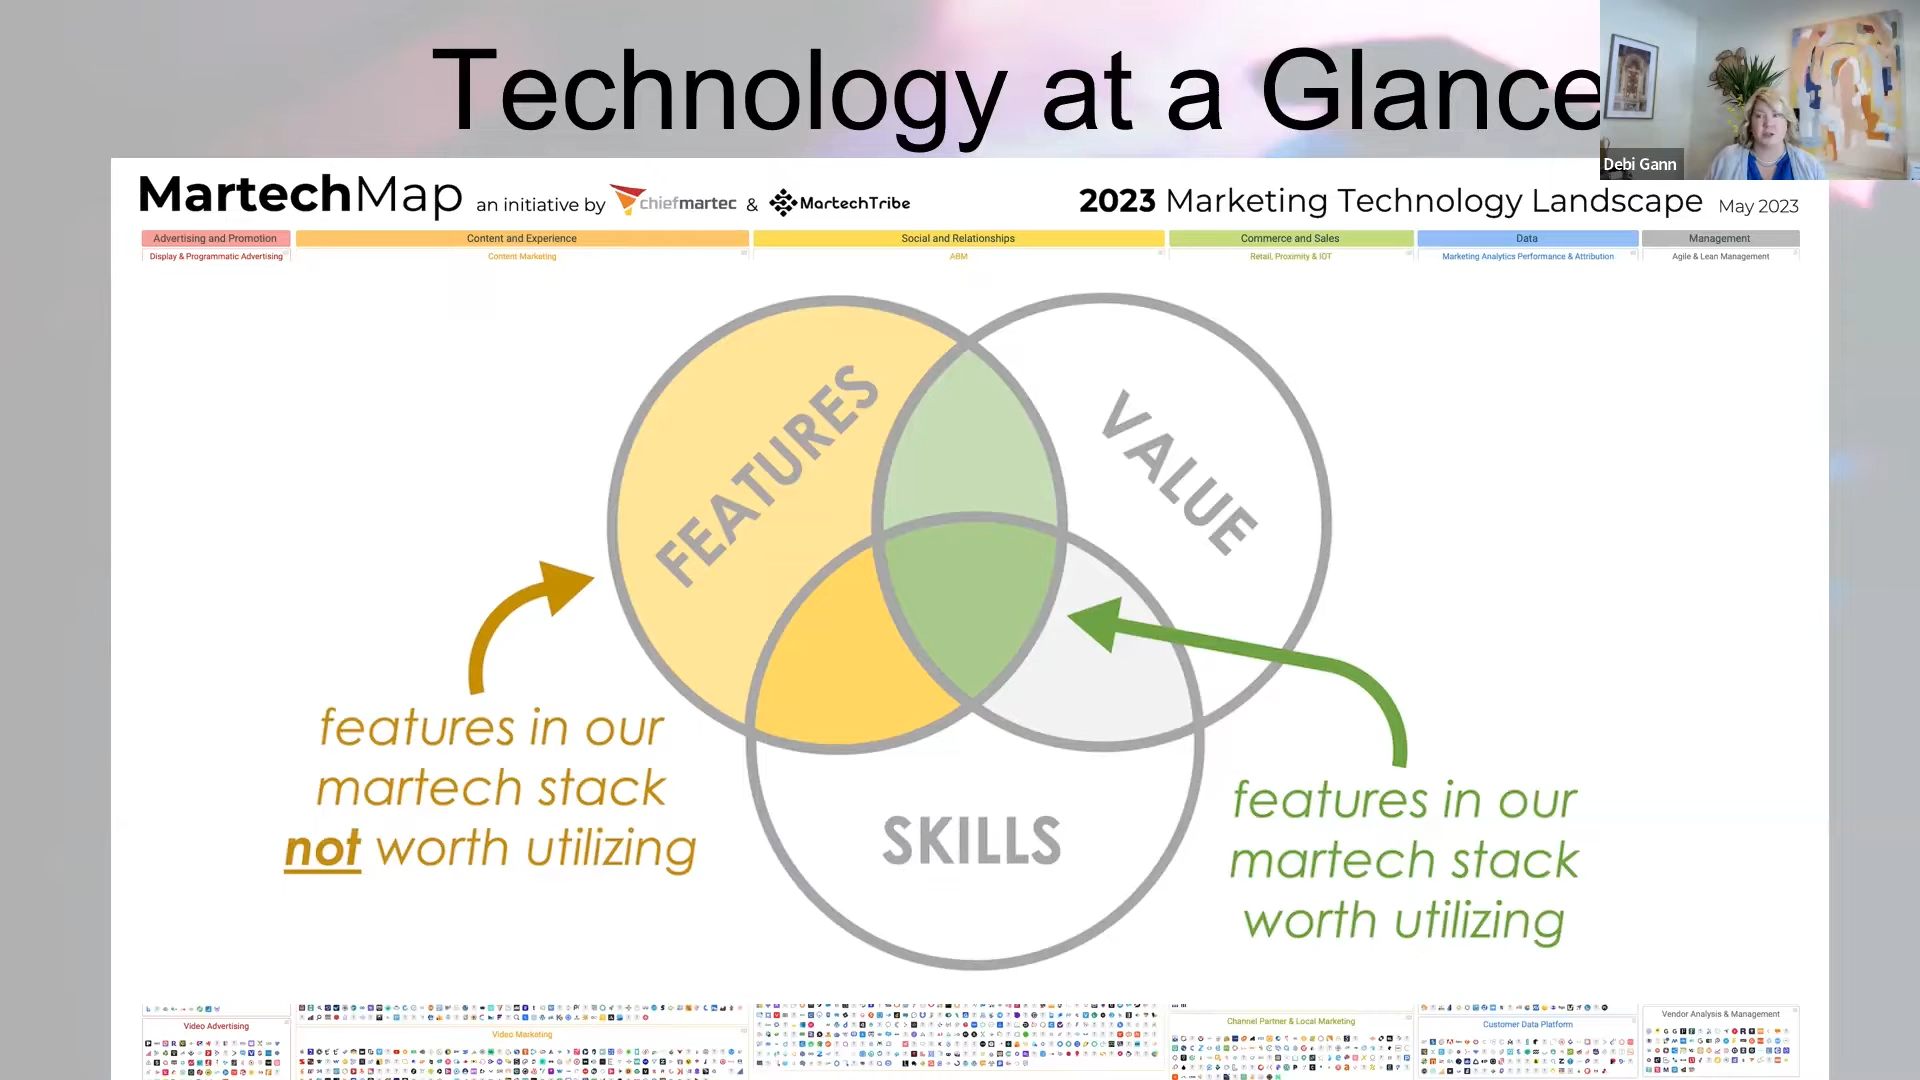 Technology at a Glance
Debi Gann
MartechMap an initiative by chiefmartec & MartechTribe
2023 Marketing Technology Landscape May 2023
Advertising and Promotion
Content and Experience
Social and Relationships
Commerce and Sales
Data
Management
Display & Programmatic Advertising
Content Marketing
ABM
Retail, Proximity & IOT
Marketing Analytics Performance & Attribution
Agile & Lean Management
FEATURES
VALUE
SKILLS
features in our
martech stack
not worth utilizing
features in our
martech stack
worth utilizing
Video Advertising
Video Marketing
Channel Partner & Local Marketing
Customer Data Platform
Vendor Analysis & Management